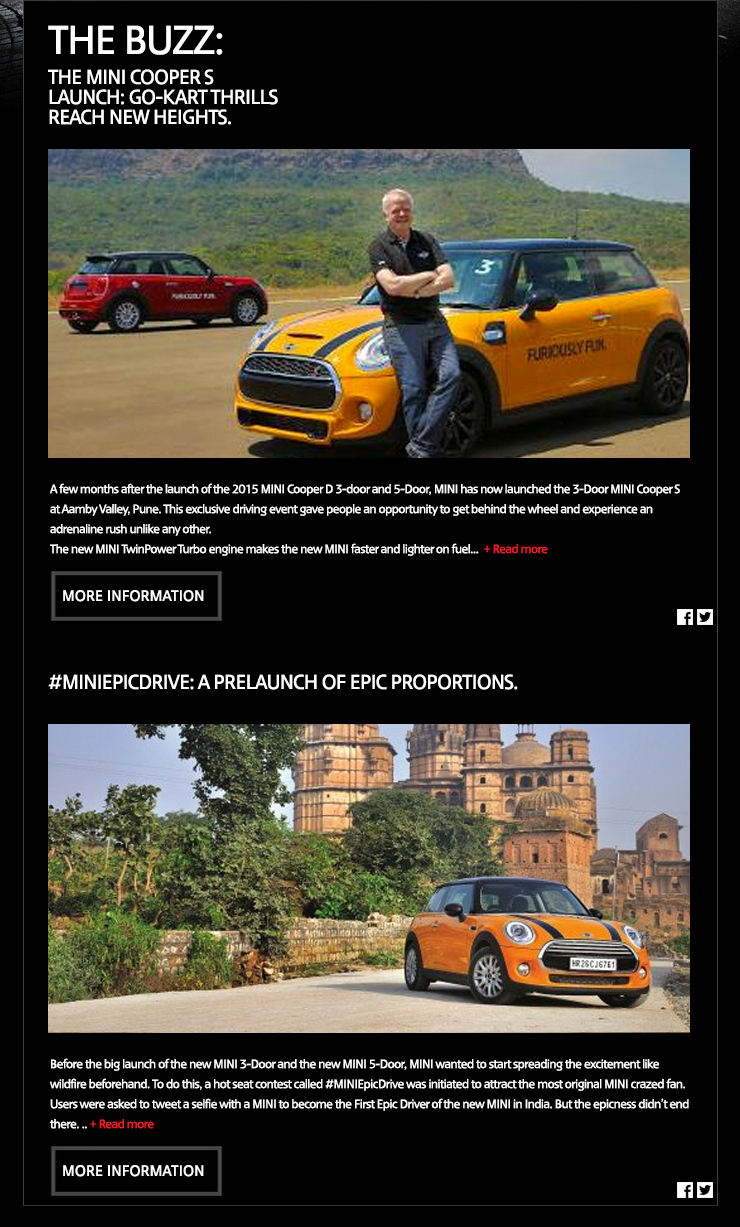 THE BUZZ:
THE MINI COOPER S
LAUNCH: GO-KART THRILLS
REACH NEW HEIGHTS.
3
FURIOUSLY FUN.
FURIOUSLY FUN.
A few months after the launch of the 2015 MINI Cooper D 3-door and 5-Door, MINI has now launched the 3-Door MINI Cooper S
at Aamby Valley, Pune. This exclusive driving event gave people an opportunity to get behind the wheel and experience an
adrenaline rush unlike any other.
The new MINI TwinPower Turbo engine makes the new MINI faster and lighter on fuel... + Read more
MORE INFORMATION
#MINIEPICDRIVE: A PRELAUNCH OF EPIC PROPORTIONS.
HR26CJ6761
Before the big launch of the new MINI 3-Door and the new MINI 5-Door, MINI wanted to start spreading the excitement like
wildfire beforehand. To do this, a hot seat contest called #MINIEpicDrive was initiated to attract the most original MINI crazed fan.
Users were asked to tweet a selfie with a MINI to become the First Epic Driver of the new MINI in India. But the epicness didn't end
there. .. + Read more
MORE INFORMATION